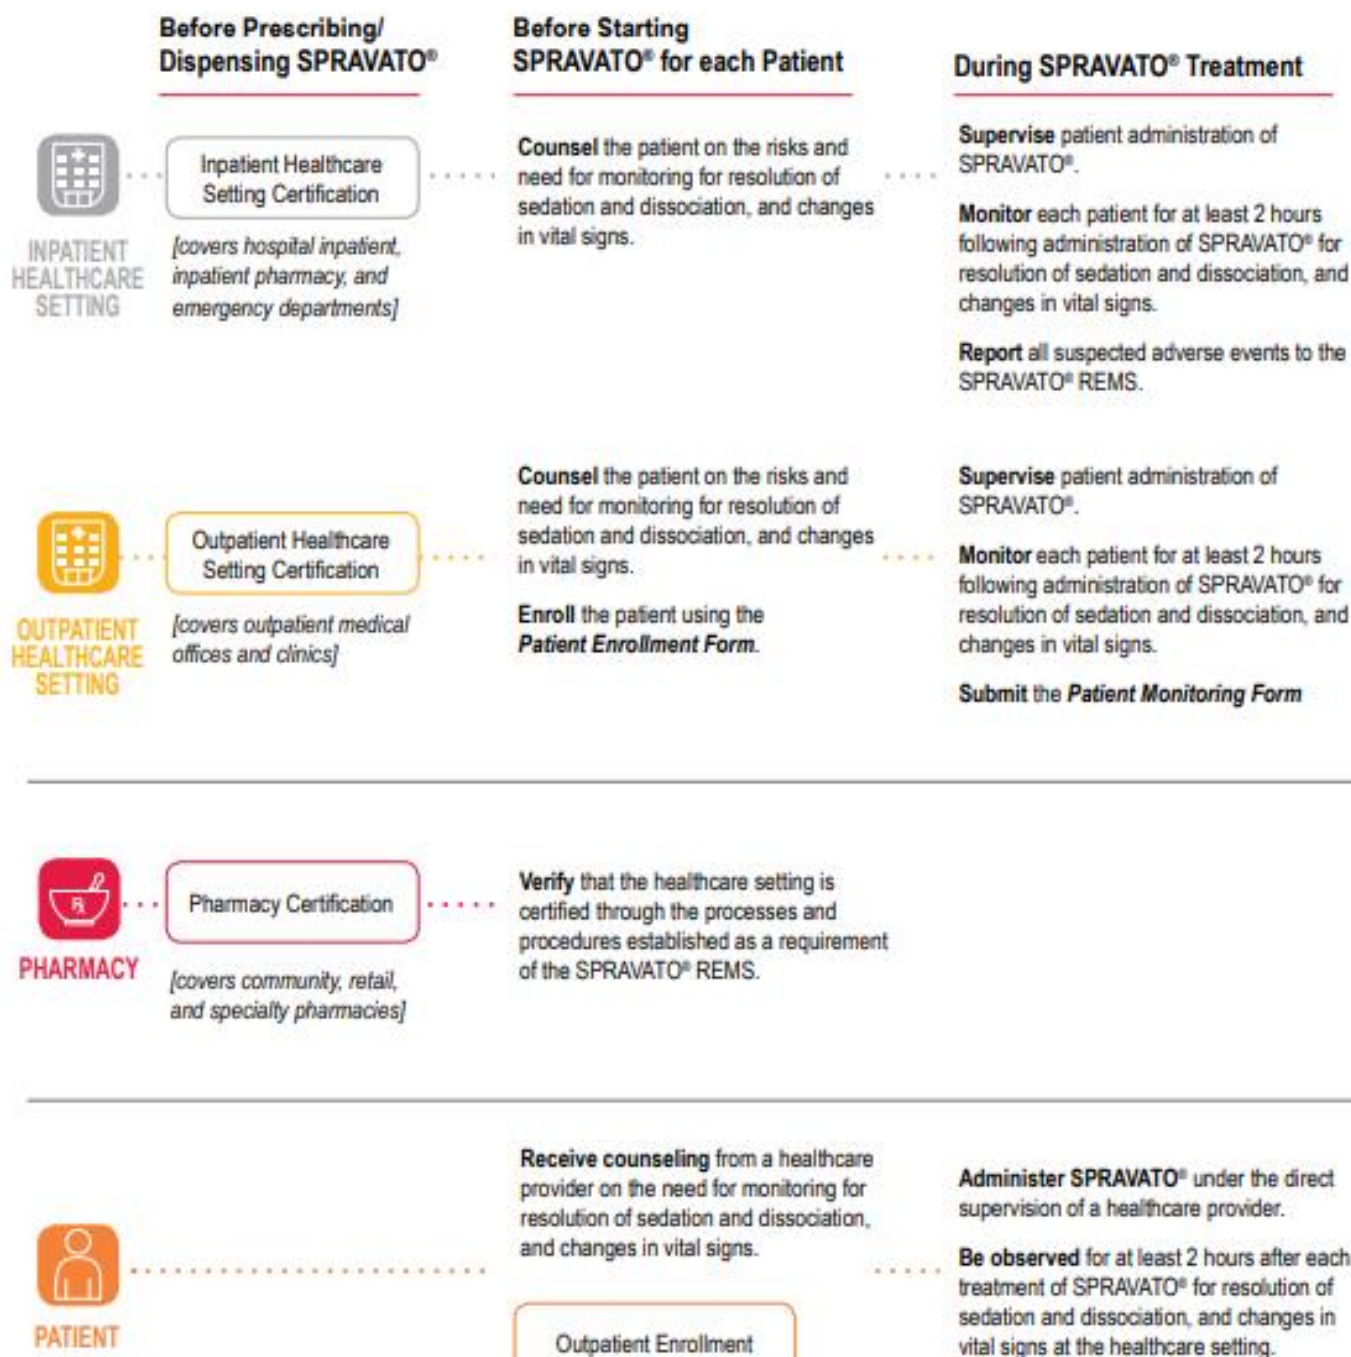 Before Prescribing/
Dispensing SPRAVATO®
Before Starting
SPRAVATO® for each Patient
During SPRAVATO® Treatment
INPATIENT
HEALTHCARE
SETTING
Inpatient Healthcare
Setting Certification
[covers hospital inpatient,
inpatient pharmacy, and
emergency departments]
Counsel the patient on the risks and
need for monitoring for resolution of
sedation and dissociation, and changes
in vital signs.
Supervise patient administration of
SPRAVATO®.
Monitor each patient for at least 2 hours
following administration of SPRAVATO® for
resolution of sedation and dissociation, and
changes in vital signs.
Report all suspected adverse events to the
SPRAVATO® REMS.
OUTPATIENT
HEALTHCARE
SETTING
Outpatient Healthcare
Setting Certification
[covers outpatient medical
offices and clinics]
Counsel the patient on the risks and
need for monitoring for resolution of
sedation and dissociation, and changes
in vital signs.
Enroll the patient using the
Patient Enrollment Form.
Supervise patient administration of
SPRAVATO®.
Monitor each patient for at least 2 hours
following administration of SPRAVATO® for
resolution of sedation and dissociation, and
changes in vital signs.
Submit the Patient Monitoring Form
Rx
PHARMACY
Pharmacy Certification
[covers community, retail,
and specialty pharmacies]
Verify that the healthcare setting is
certified through the processes and
procedures established as a requirement
of the SPRAVATO® REMS.
PATIENT
Receive counseling from a healthcare
provider on the need for monitoring for
resolution of sedation and dissociation,
and changes in vital signs.
Outpatient Enrollment
Administer SPRAVATO® under the direct
supervision of a healthcare provider.
Be observed for at least 2 hours after each
treatment of SPRAVATO® for resolution of
sedation and dissociation, and changes in
vital signs at the healthcare setting.